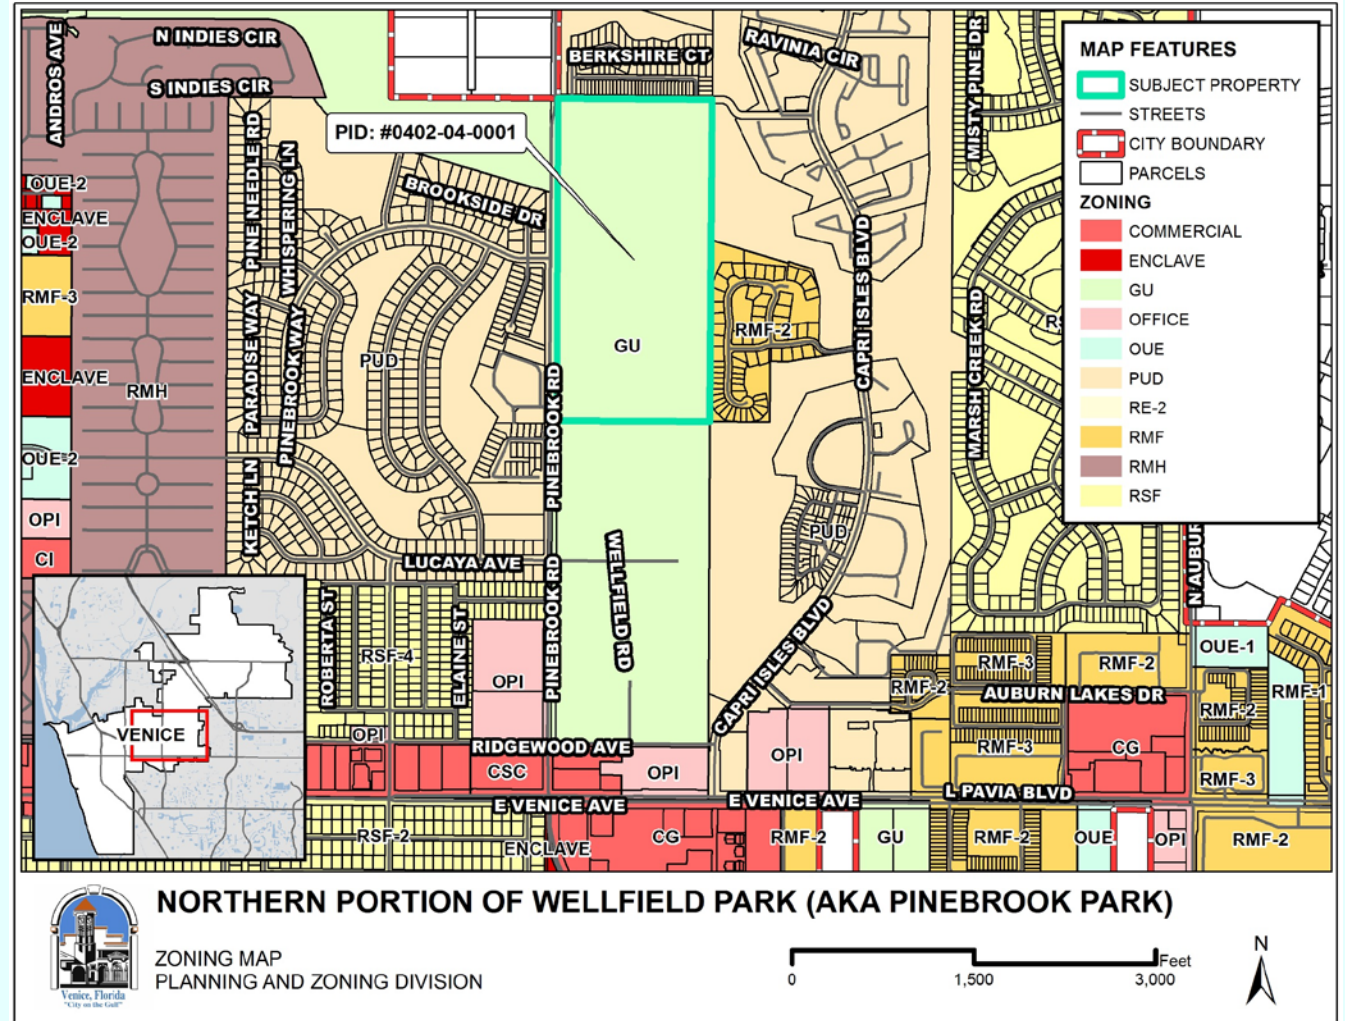 N INDIES CIR
S INDIES CIR
ANDROS AVE
BERKSHIRE CT
RAVINIA CIR
MISTY PINE DR
PID: #0402-04-0001
PINE NEEDLE RD
WHISPERING LN
BROOKSIDE DR
OUE-2
ENCLAVE
OUE-2
RMF-3
ENCLAVE
RMH
OUE-2
OPI
CI
PARADISE WAY
PINEBROOK WAY
PUD
KETCH LN
GU
RMF-2
CAPRI ISLES BLVD
MARSH CREEK RD
PINEBROOK RD
PUD
LUCAYA AVE
WELLFIELD RD
PINEBROOK RD
ROBERTA ST
RSF-4
ELAINE ST
OPI
OPI
RIDGEWOOD AVE
CSC
OPI
CAPRI ISLES BLVD
OPI
RMF-2
RMF-3
RMF-2
AUBURN LAKES DR
RMF-3
CG
OUE-1
RMF-1
RMF-2
RMF-3
E VENICE AVE
E VENICE AVE
L PAVIA BLVD
RSF-2
ENCLAVE
CG
RMF-2
GU
RMF-2
OUE
OPI
RMF-2
VENICE
MAP FEATURES
SUBJECT PROPERTY
STREETS
CITY BOUNDARY
PARCELS
ZONING
COMMERCIAL
ENCLAVE
GU
OFFICE
OUE
PUD
RE-2
RMF
RMH
RSF
NORTHERN PORTION OF WELLFIELD PARK (AKA PINEBROOK PARK)
ZONING MAP
PLANNING AND ZONING DIVISION
Venice, Florida
"City on the Gulf"
0
1,500
3,000
Feet
N